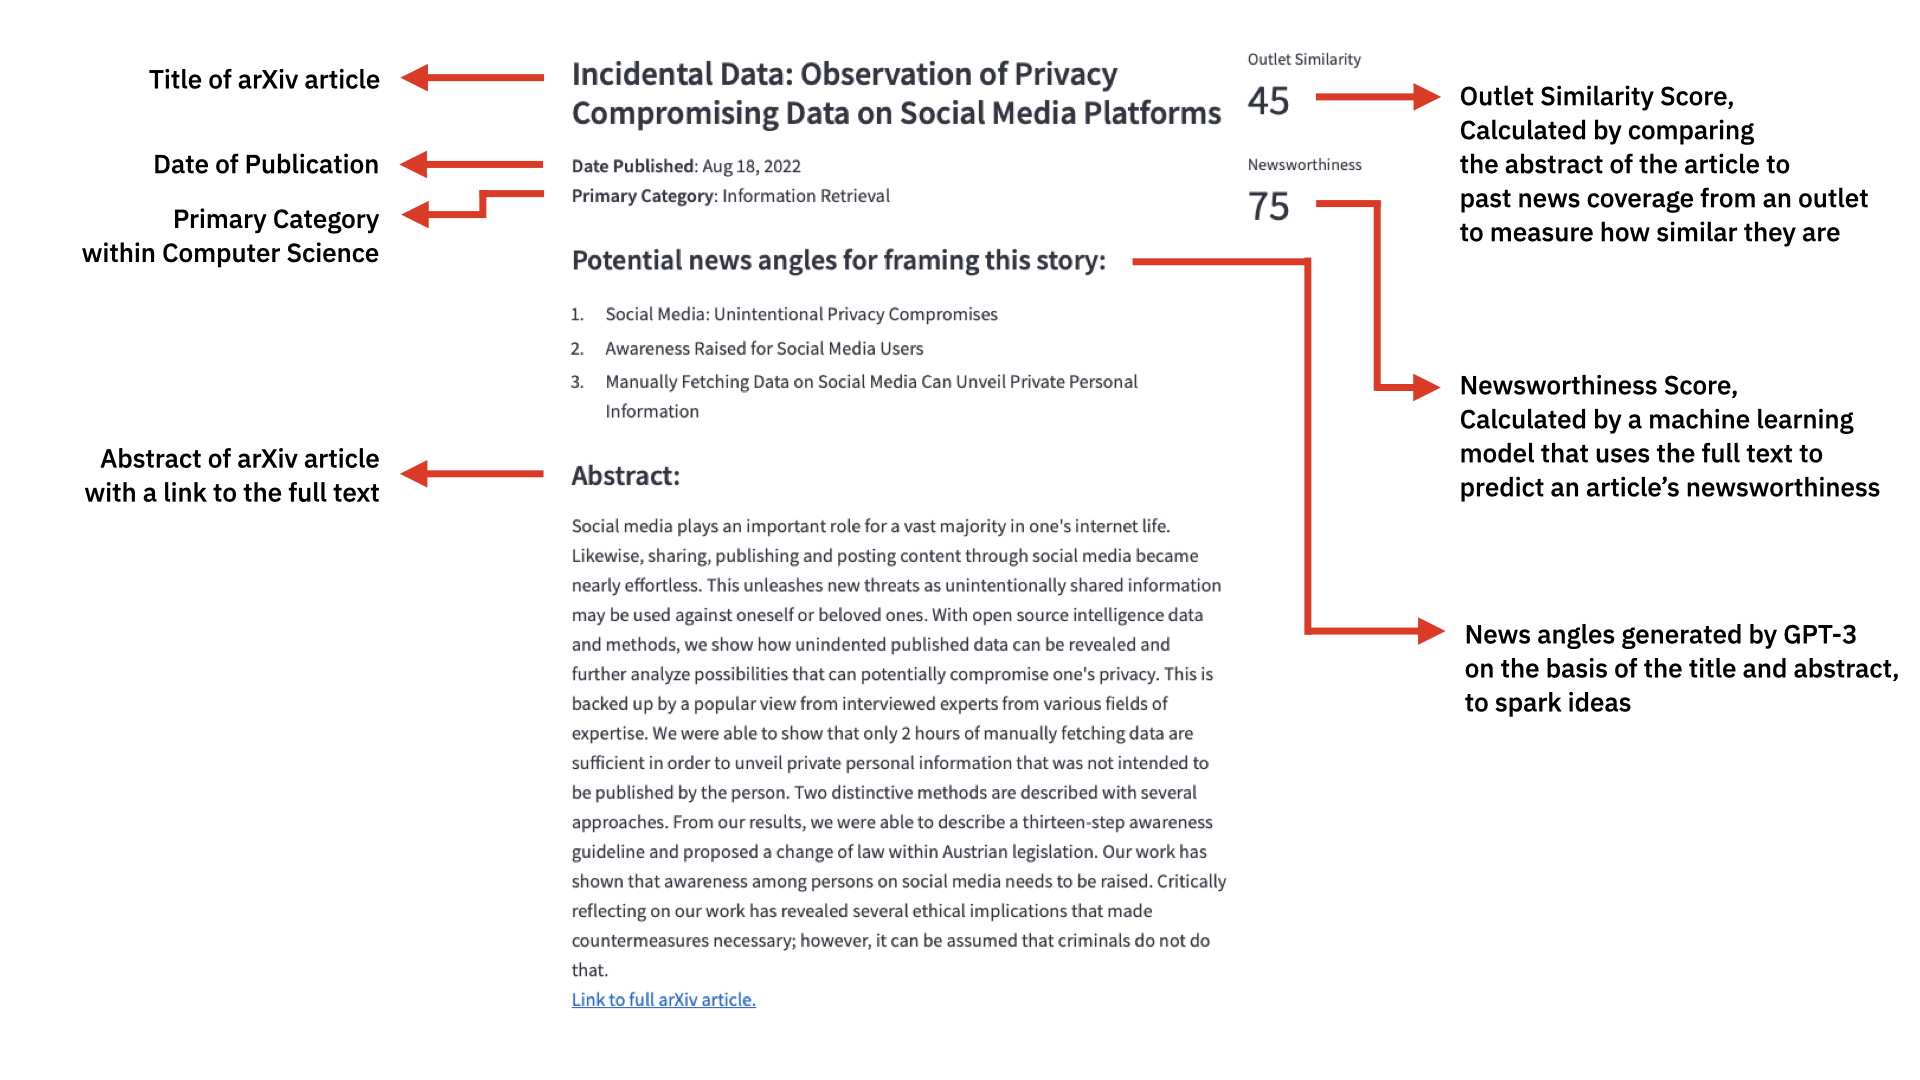 Title of arXiv article
Date of Publication
Primary Category
within Computer Science
Abstract of arXiv article
with a link to the full text
Incidental Data: Observation of Privacy
Compromising Data on Social Media Platforms
Date Published: Aug 18, 2022
Primary Category: Information Retrieval
Potential news angles for framing this story:
1. Social Media: Unintentional Privacy Compromises
2. Awareness Raised for Social Media Users
3. Manually Fetching Data on Social Media Can Unveil Private Personal
Information
Abstract:
Social media plays an important role for a vast majority in one's internet life.
Likewise, sharing, publishing and posting content through social media became
nearly effortless. This unleashes new threats as unintentionally shared information
may be used against oneself or beloved ones. With open source intelligence data
and methods, we show how unindented published data can be revealed and
further analyze possibilities that can potentially compromise one's privacy. This is
backed up by a popular view from interviewed experts from various fields of
expertise. We were able to show that only 2 hours of manually fetching data are
sufficient in order to unveil private personal information that was not intended to
be published by the person. Two distinctive methods are described with several
approaches. From our results, we were able to describe a thirteen-step awareness
guideline and proposed a change of law within Austrian legislation. Our work has
shown that awareness among persons on social media needs to be raised. Critically
reflecting on our work has revealed several ethical implications that made
countermeasures necessary; however, it can be assumed that criminals do not do
that.
Link to full arXiv article.
Outlet Similarity
45
Newsworthiness
75
Outlet Similarity Score,
Calculated by comparing
the abstract of the article to
past news coverage from an outlet
to measure how similar they are
Newsworthiness Score,
Calculated by a machine learning
model that uses the full text to
predict an article’s newsworthiness
News angles generated by GPT-3
on the basis of the title and abstract,
to spark ideas